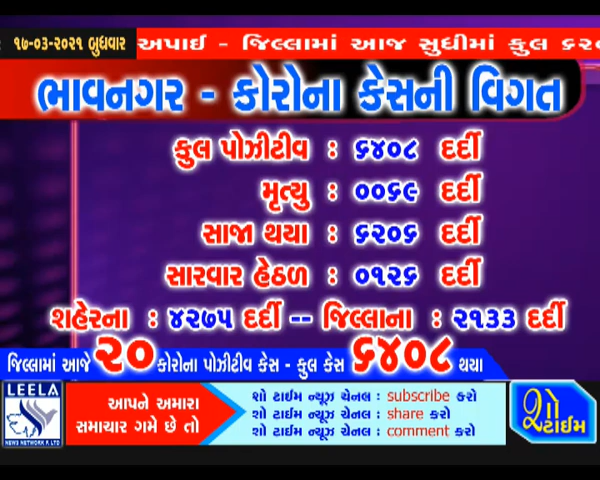 ૧૭-૦૩-૨૦૨૧ બુધવાર અપાઈ - જિલ્લામાં આજ સુધીમાં કુલ
ભાવનગર - કોરોના કેસની વિગત
કુલ પોઝીટીવ : ૬૪૦૮ દર્દી
મૃત્યુ : ૦૦૬૯ દર્દી
સાજા થયા : ૬૨૦૬ દર્દી
સારવાર હેઠળ : ૦૧૨૬ દર્દી
શહેરના : ૪૨૭૫ દર્દી -- જિલ્લાના : ૨૧૩૩ દર્દી
જિલ્લામાં આજે ૨૦ કોરોના પોઝીટીવ કેસ - કુલ કેસ ૬૪૦૮ થયા
LEELA
NEWS NETWORK P. LTD
આપને અમારા
સમાચાર ગમે છે તો
શો ટાઈમ ન્યૂઝ ચેનલ : subscribe કરો
શો ટાઈમ ન્યૂઝ ચેનલ : share કરો
શો ટાઈમ ન્યૂઝ ચેનલ : comment કરો
શો
ટાઈમ